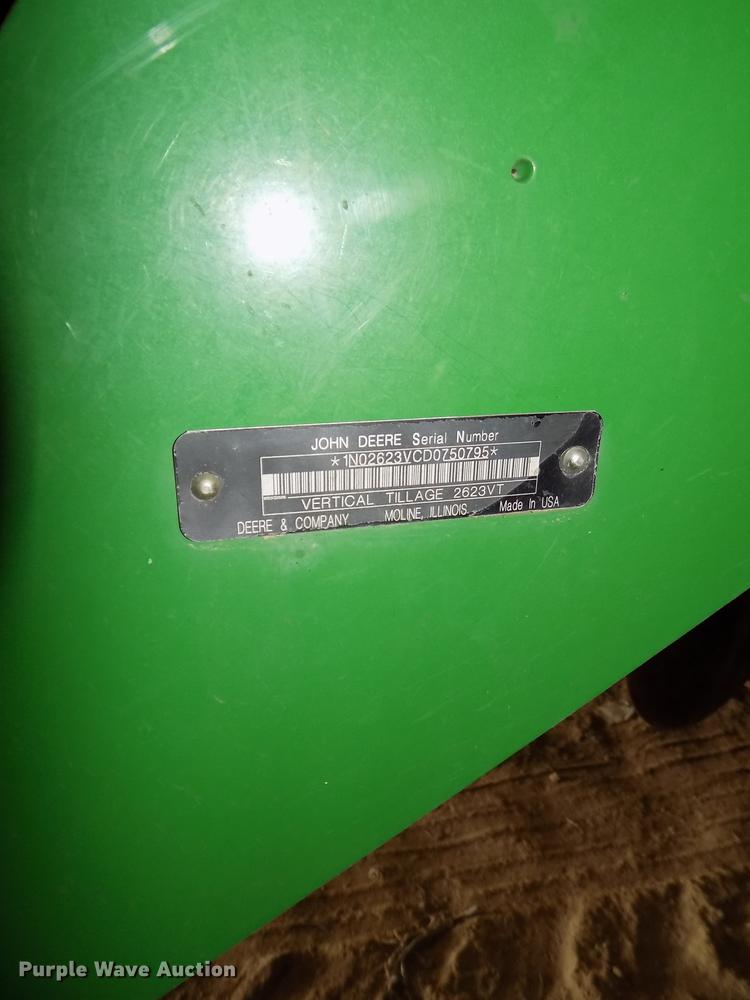 JOHN DEERE Serial Number
*1N02623VCD0750795*
VERTICAL TILLAGE 2623VT
DEERE & COMPANY MOLINE, ILLINOIS Made In USA
Purple Wave Auction